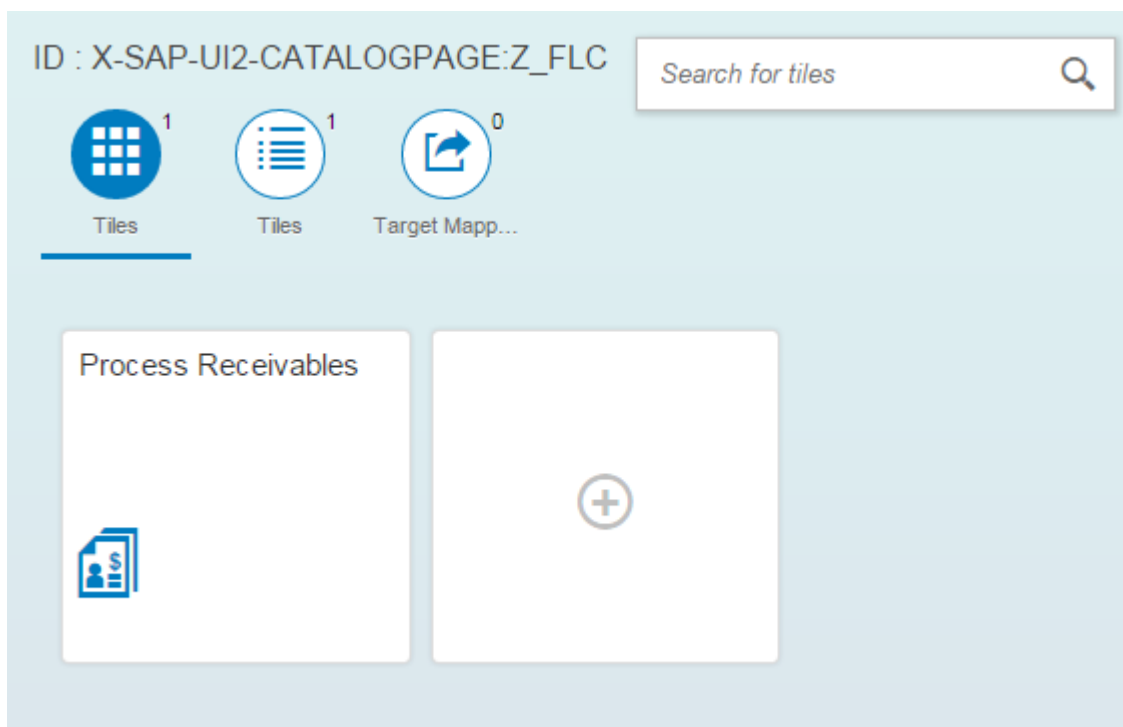 ID : X-SAP-UI2-CATALOGPAGE:Z_FLC
Search for tiles
1
1
0
Tiles
Tiles
Target Mapp...
Process Receivables
$